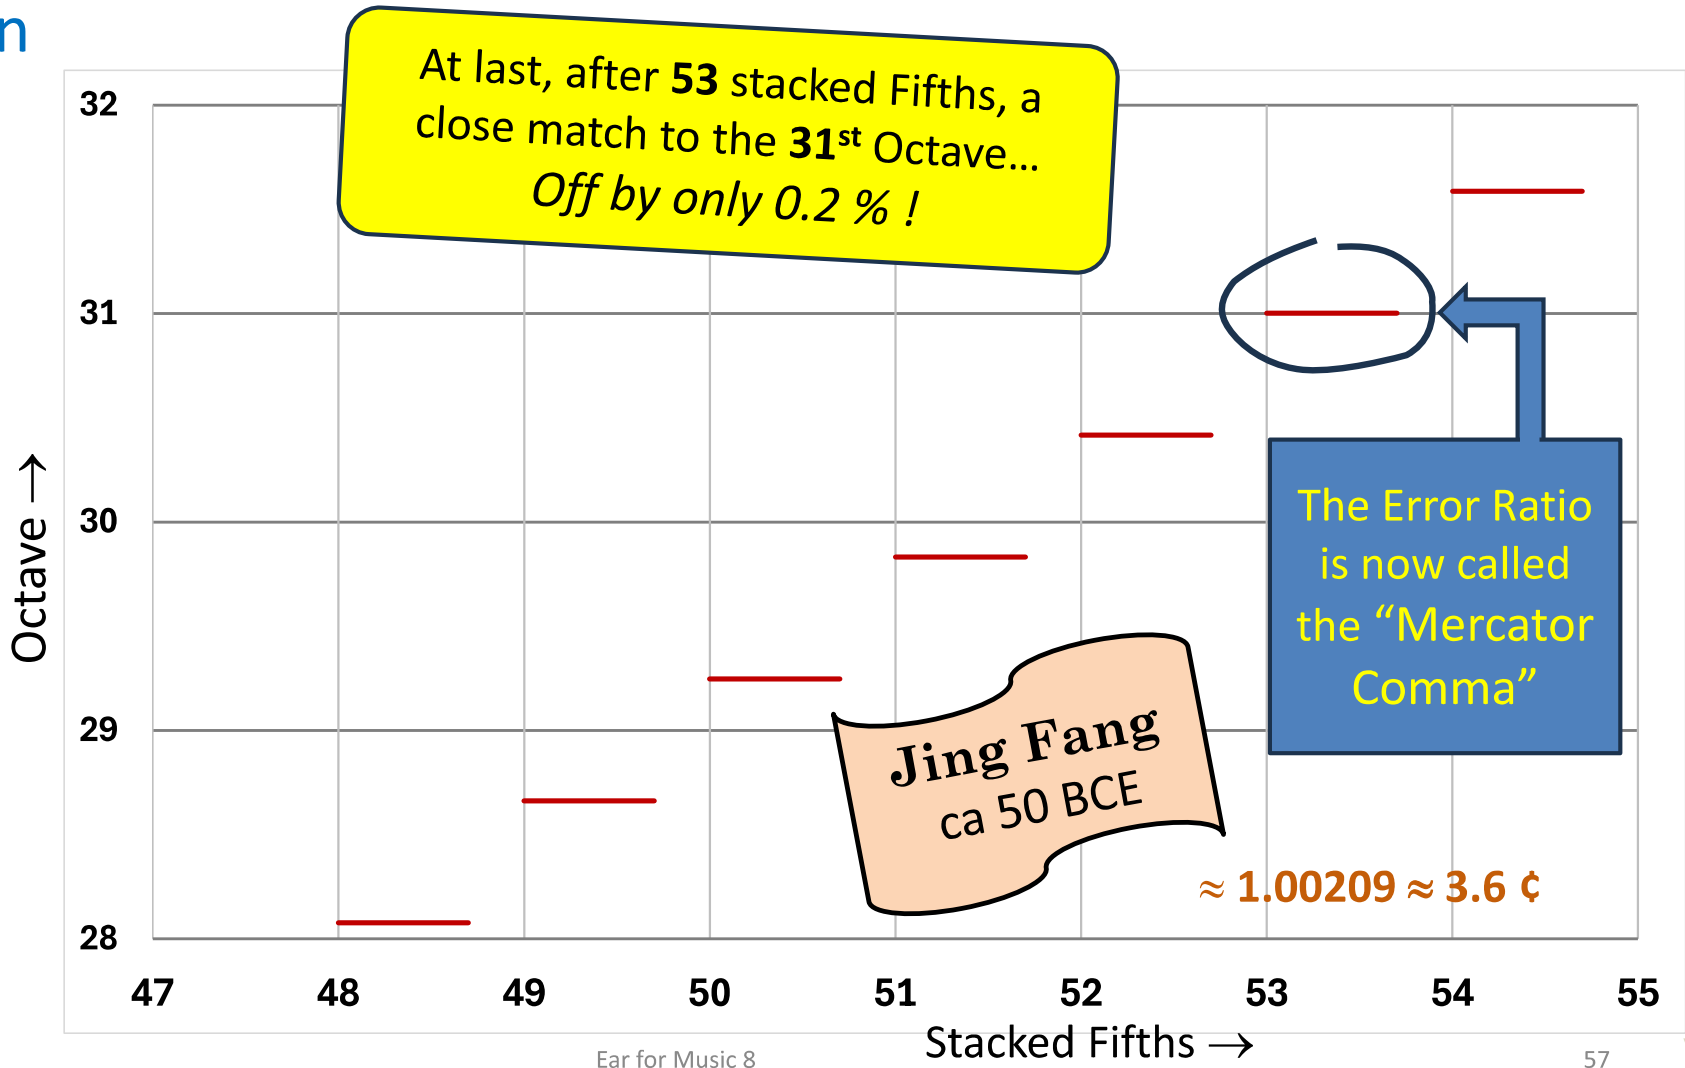 n
At last, after 53 stacked Fifths, a
close match to the 31st Octave...
Off by only 0.2 % !
32
31
30
29
28
Octave →
The Error Ratio
is now called
the “Mercator
Comma”
Jing Fang
ca 50 BCE
≈ 1.00209 ≈ 3.6 ¢
47 48 49 50 51 52 53 54 55
Stacked Fifths →
Ear for Music 8
57